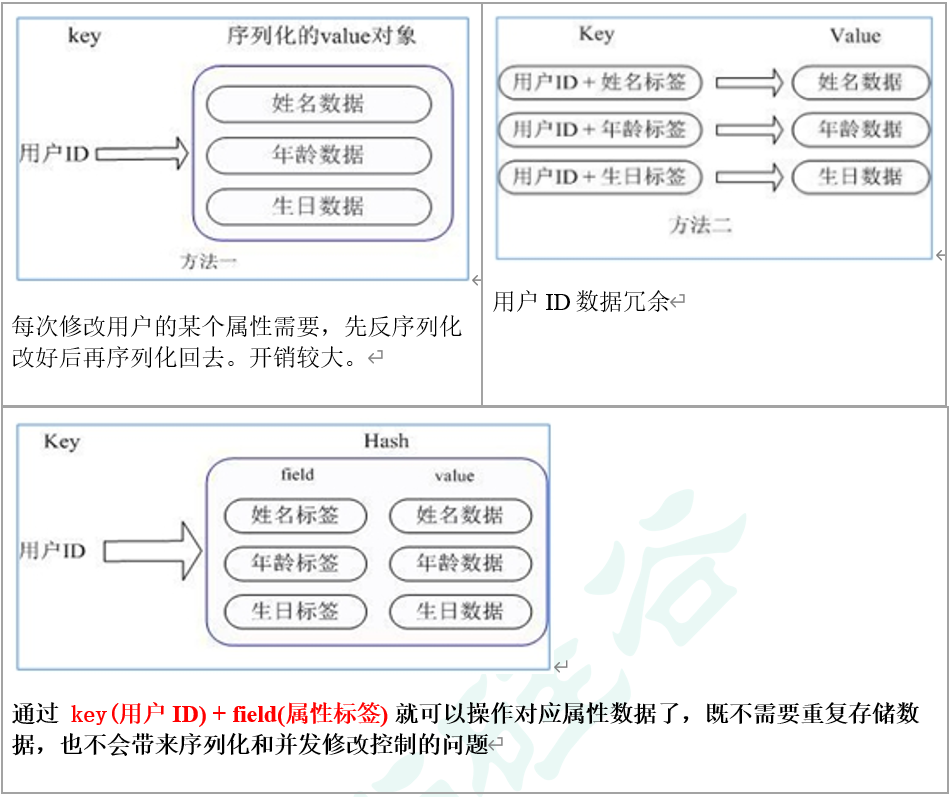 key 序列化的value对象
姓名数据
用户ID 年龄数据
生日数据
方法一
每次修改用户的某个属性需要，先反序列化
改好后再序列化回去。开销较大。
Key Value
用户ID + 姓名标签 姓名数据
用户ID + 年龄标签 年龄数据
用户ID + 生日标签 生日数据
方法二
用户 ID 数据冗余
Key Hash
field value
姓名标签 姓名数据
用户ID 年龄标签 年龄数据
生日标签 生日数据
通过 key(用户 ID) + field(属性标签) 就可以操作对应属性数据了，既不需要重复存储数
据，也不会带来序列化和并发修改控制的问题